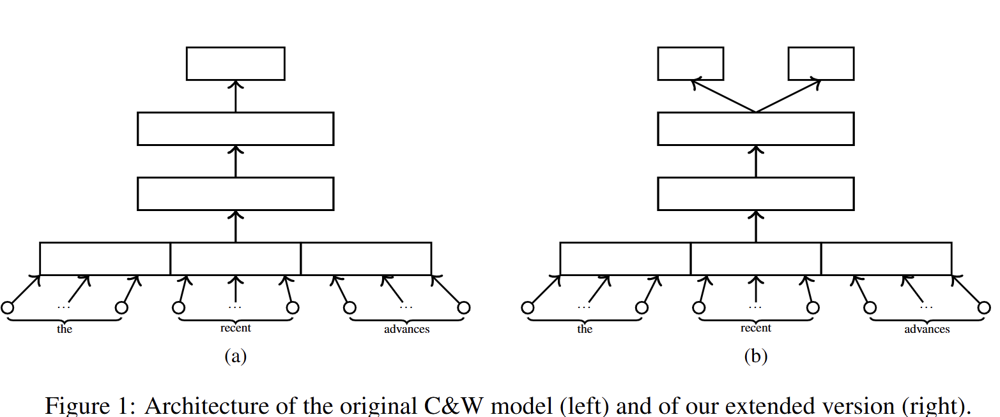 ... ... ... ... ... ...
the recent advances the recent advances
(a) (b)
Figure 1: Architecture of the original C&W model (left) and of our extended version (right).